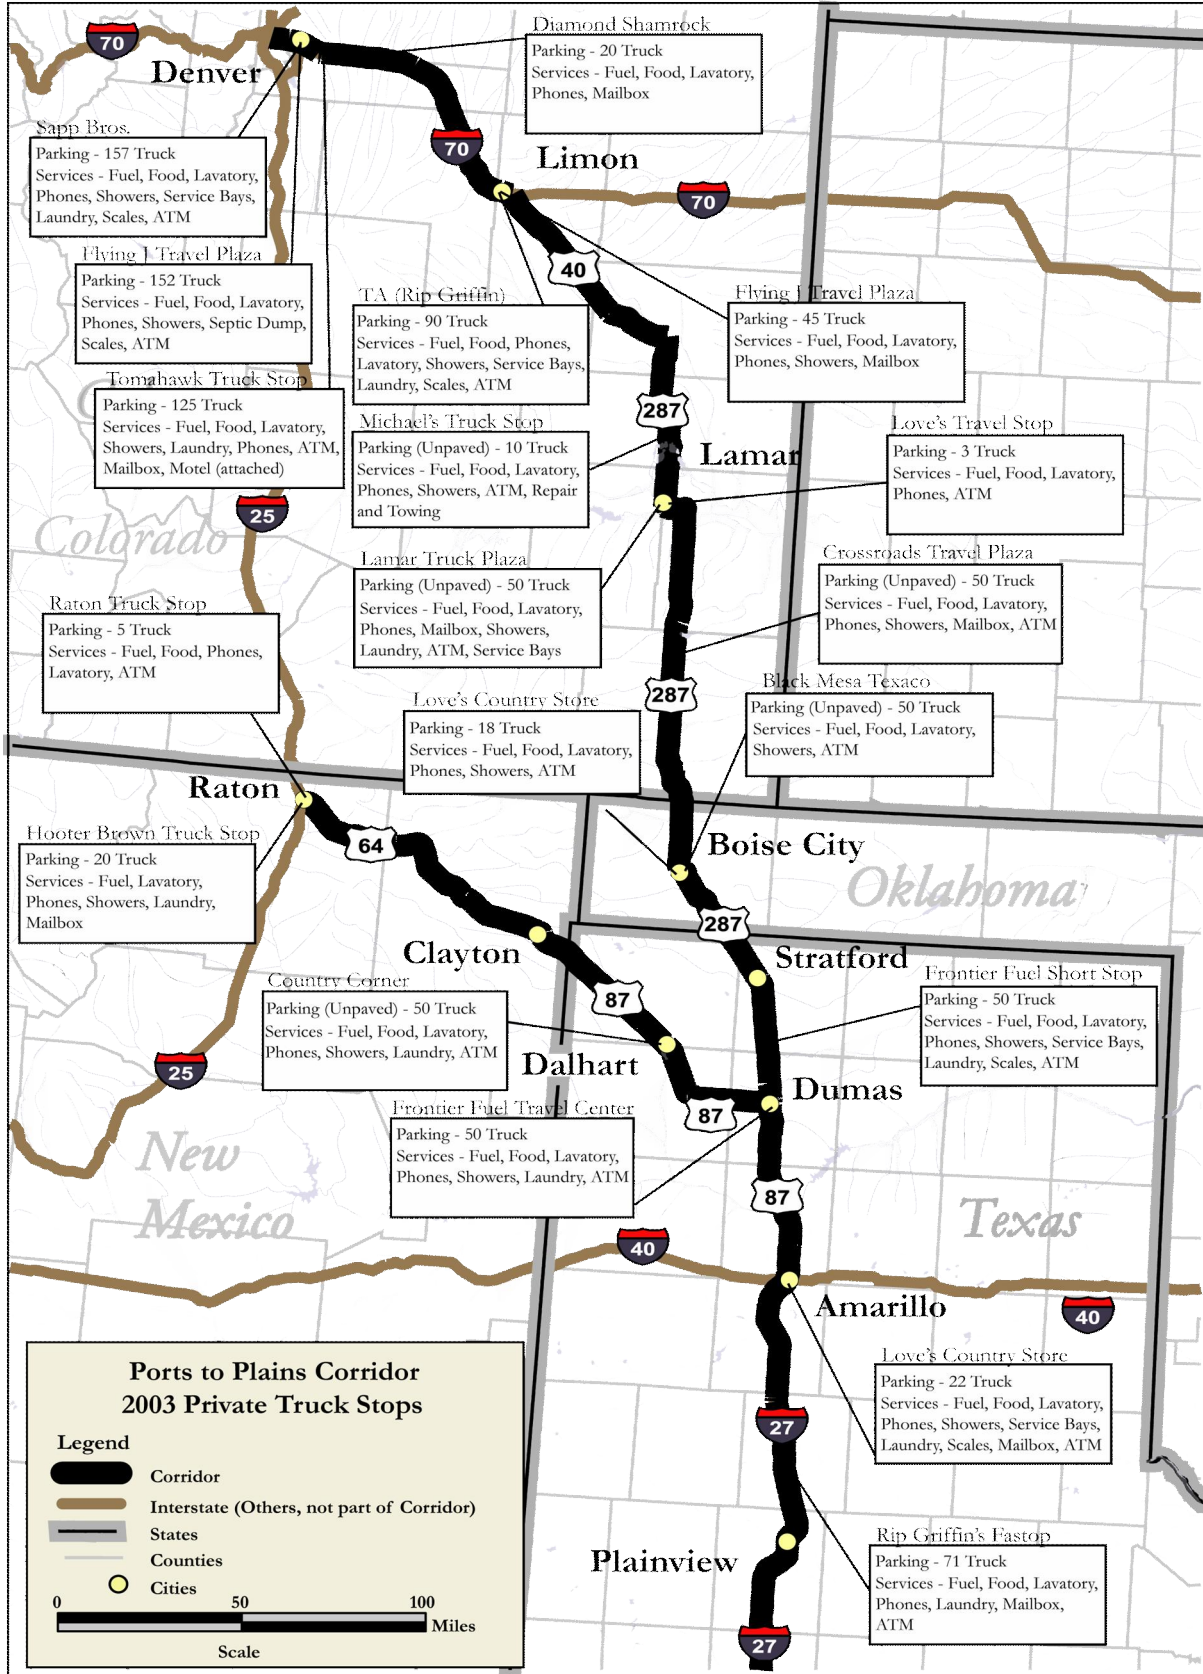 Diamond Shamrock
Parking - 20 Truck
Services - Fuel, Food, Lavatory,
Phones, Mailbox
70
Denver
Sapp Bros.
Parking - 157 Truck
Services - Fuel, Food, Lavatory,
Phones, Showers, Service Bays,
Laundry, Scales, ATM
70
Limon
70
Flying J Travel Plaza
Parking - 152 Truck
Services - Fuel, Food, Lavatory,
Phones, Showers, Septic Dump,
Scales, ATM
40
TA (Rip Griffin)
Parking - 90 Truck
Services - Fuel, Food, Phones,
Lavatory, Showers, Service Bays,
Laundry, Scales, ATM
Flying J Travel Plaza
Parking - 45 Truck
Services - Fuel, Food, Lavatory,
Phones, Showers, Mailbox
Tomahawk Truck Stop
Parking - 125 Truck
Services - Fuel, Food, Lavatory,
Showers, Laundry, Phones, ATM,
Mailbox, Motel (attached)
287
Michael's Truck Stop
Parking (Unpaved) - 10 Truck
Services - Fuel, Food, Lavatory,
Phones, Showers, ATM, Repair
and Towing
Lamar
Love's Travel Stop
Parking - 3 Truck
Services - Fuel, Food, Lavatory,
Phones, ATM
25
Colorado
Lamar Truck Plaza
Parking (Unpaved) - 50 Truck
Services - Fuel, Food, Lavatory,
Phones, Mailbox, Showers,
Laundry, ATM, Service Bays
Crossroads Travel Plaza
Parking (Unpaved) - 50 Truck
Services - Fuel, Food, Lavatory,
Phones, Showers, Mailbox, ATM
Raton Truck Stop
Parking - 5 Truck
Services - Fuel, Food, Phones,
Lavatory, ATM
287
Love's Country Store
Parking - 18 Truck
Services - Fuel, Food, Lavatory,
Phones, Showers, ATM
Black Mesa Texaco
Parking (Unpaved) - 50 Truck
Services - Fuel, Food, Lavatory,
Showers, ATM
Raton
64
Hooter Brown Truck Stop
Parking - 20 Truck
Services - Fuel, Lavatory,
Phones, Showers, Laundry,
Mailbox
Boise City
Oklahoma
287
Clayton
Stratford
Country Corner
Parking (Unpaved) - 50 Truck
Services - Fuel, Food, Lavatory,
Phones, Showers, Laundry, ATM
87
Frontier Fuel Short Stop
Parking - 50 Truck
Services - Fuel, Food, Lavatory,
Phones, Showers, Service Bays,
Laundry, Scales, ATM
25
Dalhart
Dumas
87
Frontier Fuel Travel Center
Parking - 50 Truck
Services - Fuel, Food, Lavatory,
Phones, Showers, Laundry, ATM
New
Mexico
87
Texas
40
Amarillo
40
Love's Country Store
Parking - 22 Truck
Services - Fuel, Food, Lavatory,
Phones, Showers, Service Bays,
Laundry, Scales, Mailbox, ATM
27
Plainview
Rip Griffin's Fastop
Parking - 71 Truck
Services - Fuel, Food, Lavatory,
Phones, Laundry, Mailbox,
ATM
27
Ports to Plains Corridor
2003 Private Truck Stops
Legend
Corridor
Interstate (Others, not part of Corridor)
States
Counties
Cities
0 50 100
Miles
Scale